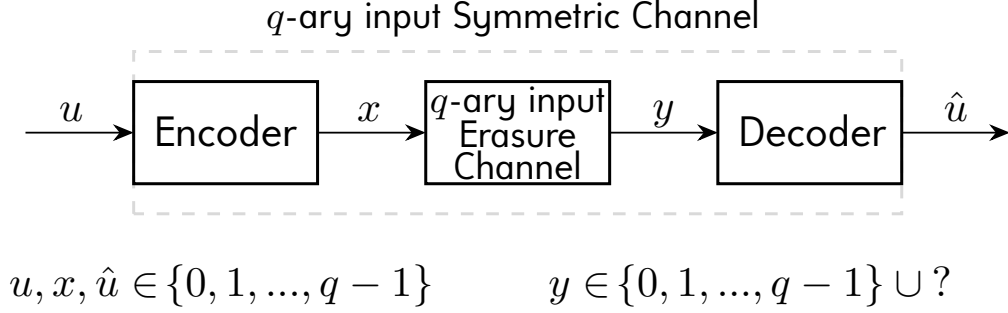 q-ary input Symmetric Channel
u
Encoder
x
q-ary input
Erasure
Channel
y
Decoder
û
u, x, û ∈ {0, 1, ..., q − 1}
y ∈ {0, 1, ..., q − 1} ∪ ?